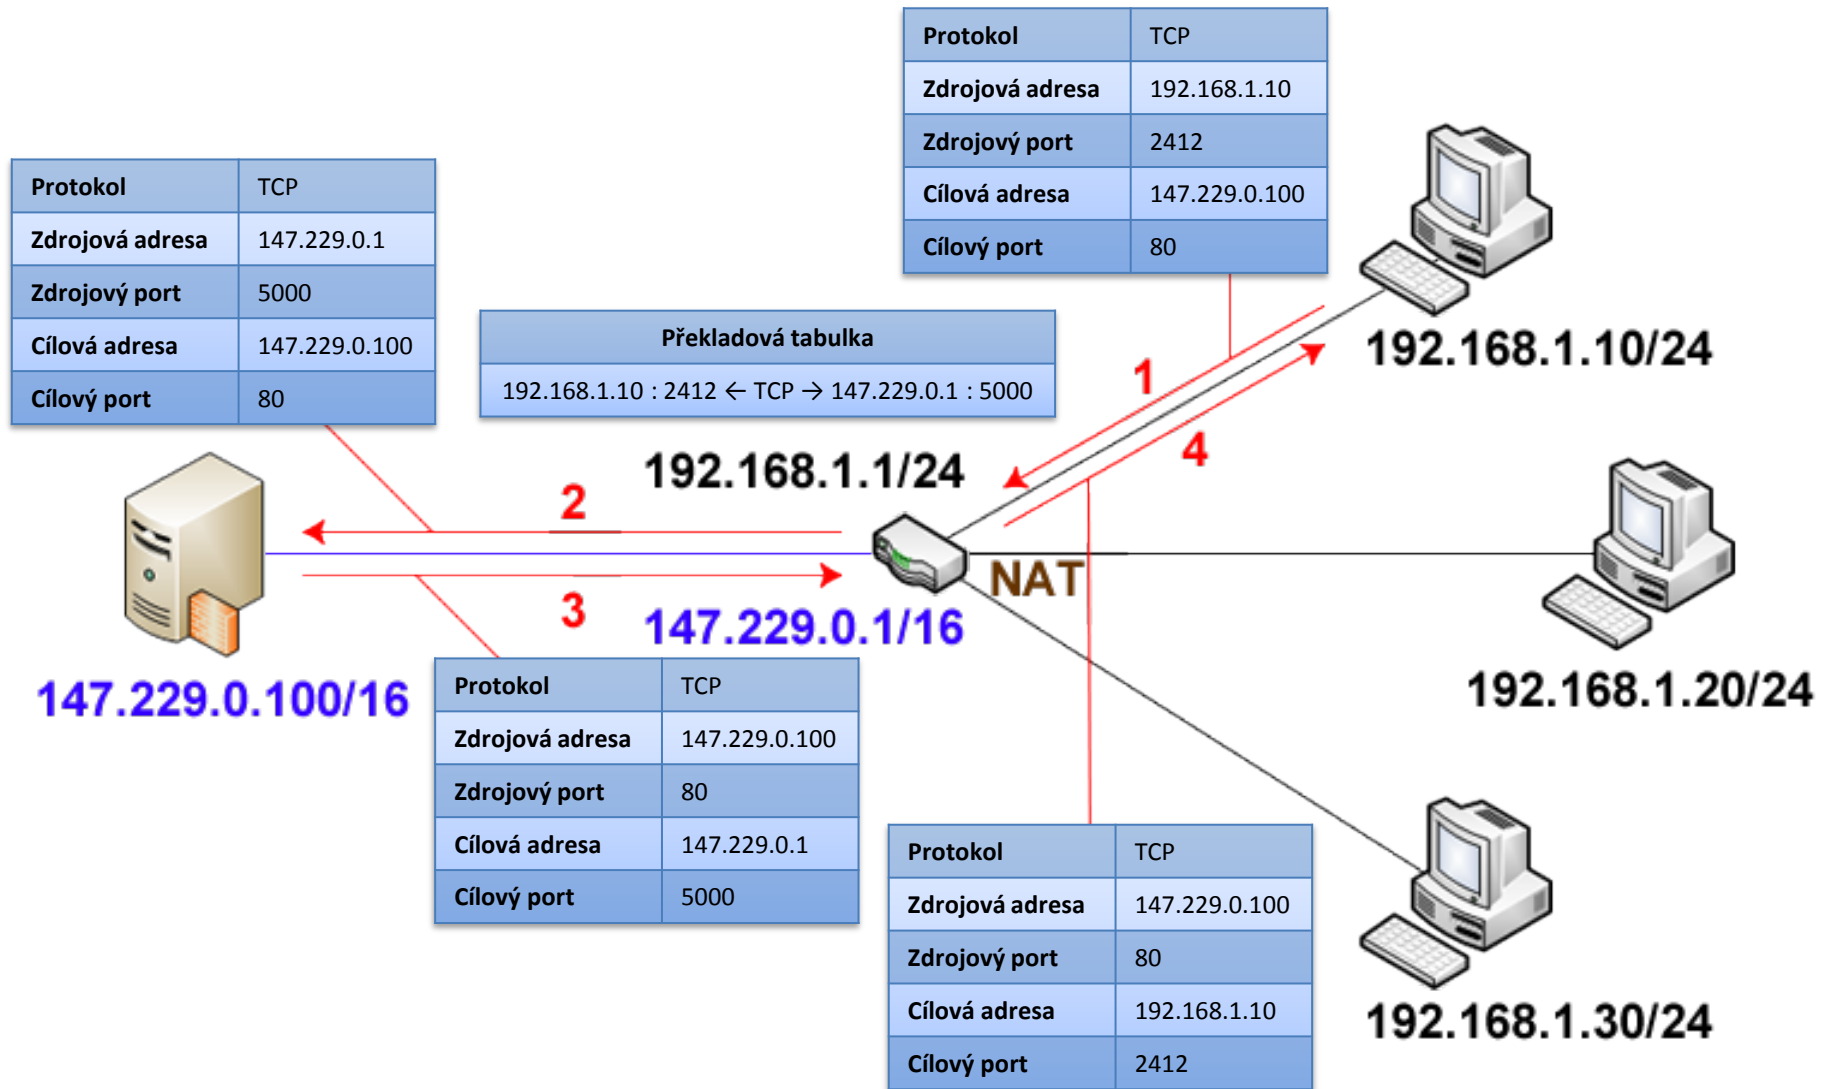 Protokol TCP
Zdrojová adresa 192.168.1.10
Zdrojový port 2412
Cílová adresa 147.229.0.100
Cílový port 80
Protokol TCP
Zdrojová adresa 147.229.0.1
Zdrojový port 5000
Cílová adresa 147.229.0.100
Cílový port 80
Překladová tabulka
192.168.1.10 : 2412 ← TCP → 147.229.0.1 : 5000
192.168.1.10/24
1
4
192.168.1.1/24
2
NAT
3
147.229.0.1/16
147.229.0.100/16
192.168.1.20/24
Protokol TCP
Zdrojová adresa 147.229.0.100
Zdrojový port 80
Cílová adresa 147.229.0.1
Cílový port 5000
Protokol TCP
Zdrojová adresa 147.229.0.100
Zdrojový port 80
Cílová adresa 192.168.1.10
Cílový port 2412
192.168.1.30/24